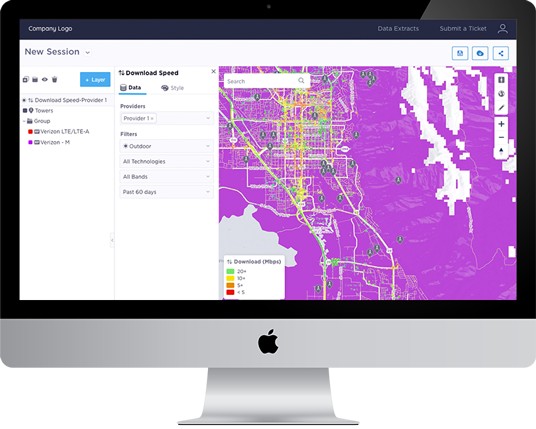 Company Logo
Data Extracts
Submit a Ticket
New Session
+ Layer
Download Speed
Data
Style
Download Speed-Provider 1
Towers
Group
Verizon LTE/LTE-A
Verizon - M
Providers
Provider 1 ×
Filters
Outdoor
All Technologies
All Bands
Past 60 days
Search
Download (Mbps)
20+
10+
5+
< 5